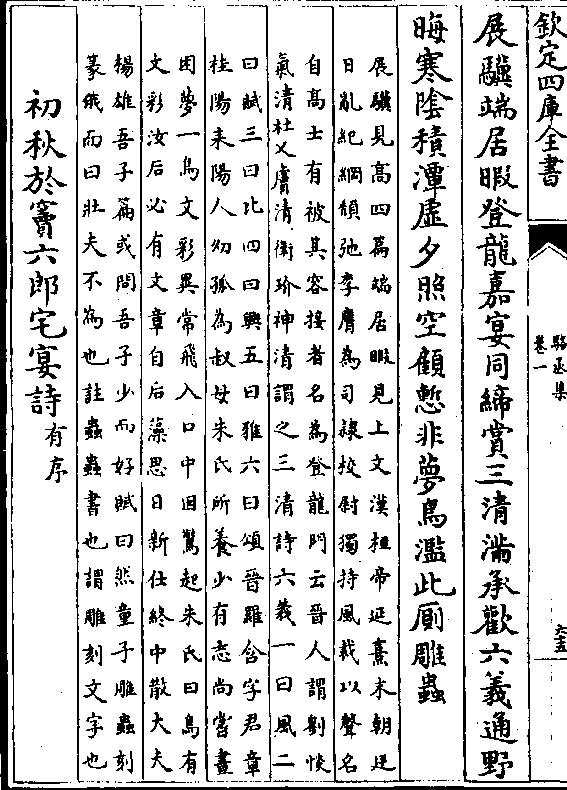 欽定四庫全書
駱丞集
卷一
六五
展驥端居暇登龍嘉宴同締賞三清滿承歡六義通野
晦寒陰積潭虛夕照空顧慙非夢鳥濫此厠雕蟲
展驥見髙四篇端居暇見上文漢桓帝延熹末朝廷
日亂紀綱頹弛李膺為司隸校尉獨持風裁以聲名
自髙士有被其容接者名為登龍門云晉人謂劉惔
氣清杜乂膚清衛玠神清謂之三清詩六義一曰風二
曰賦三曰比四曰興五曰雅六曰頌晉羅含字君章
桂陽耒陽人幼孤為叔母朱氏所養少有志尚嘗晝
困夢一鳥文彩異常飛入口中因驚起朱氏曰鳥有
文彩汝后必有文章自后藻思日新仕終中散大夫
楊雄吾子篇或問吾子少而好賦曰然童子雕蟲刻
篆俄而曰壯夫不為也註蟲蟲書也謂雕刻文字也
初秋於竇六郎宅宴詩有序